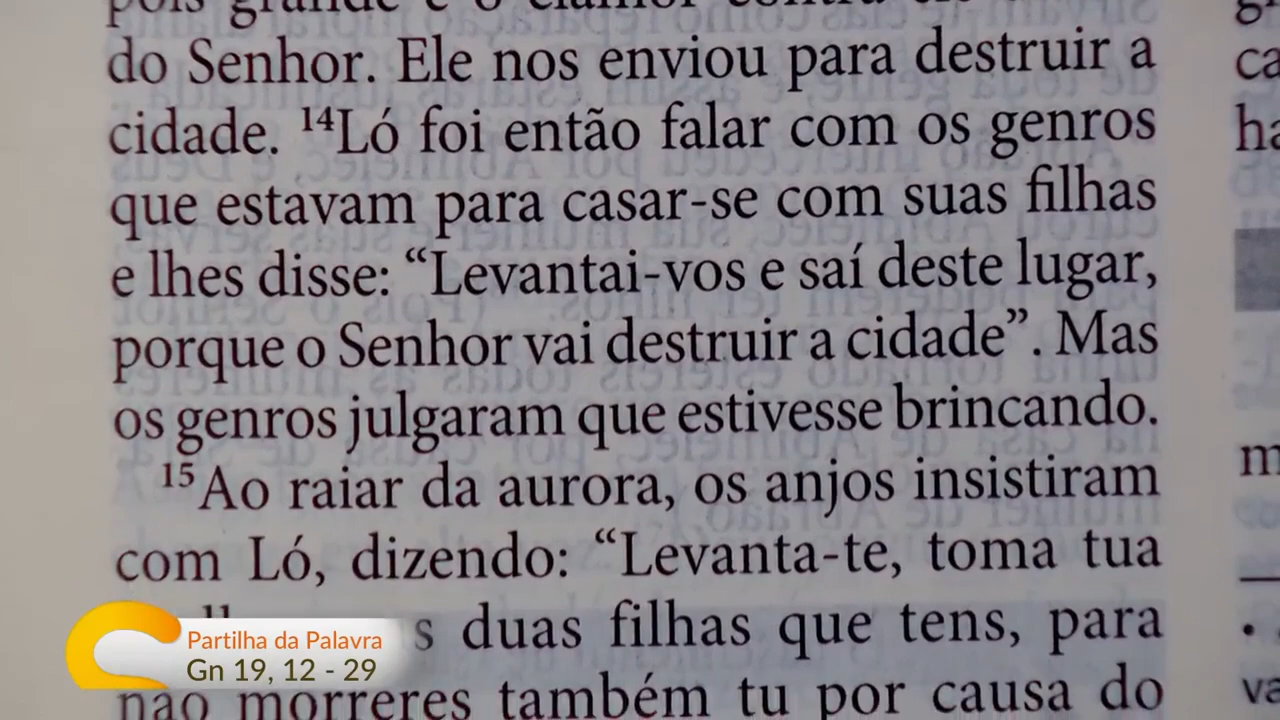 do Senhor. Ele nos enviou para destruir a
cidade. ¹⁴Ló foi então falar com os genros
que estavam para casar-se com suas filhas
e lhes disse: “Levantai-vos e saí deste lugar,
porque o Senhor vai destruir a cidade”. Mas
os genros julgaram que estivesse brincando.
¹⁵Ao raiar da aurora, os anjos insistiram
com Ló, dizendo: “Levanta-te, toma tua
duas filhas que tens, para
não morreres também tu por causa do
Partilha da Palavra
Gn 19, 12 - 29